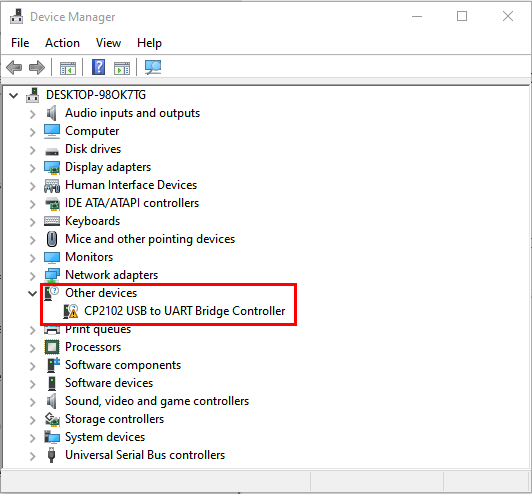 Device Manager
File Action View Help
DESKTOP-98OK7TG
Audio inputs and outputs
Computer
Disk drives
Display adapters
Human Interface Devices
IDE ATA/ATAPI controllers
Keyboards
Mice and other pointing devices
Monitors
Network adapters
Other devices
CP2102 USB to UART Bridge Controller
Print queues
Processors
Software components
Software devices
Sound, video and game controllers
Storage controllers
System devices
Universal Serial Bus controllers